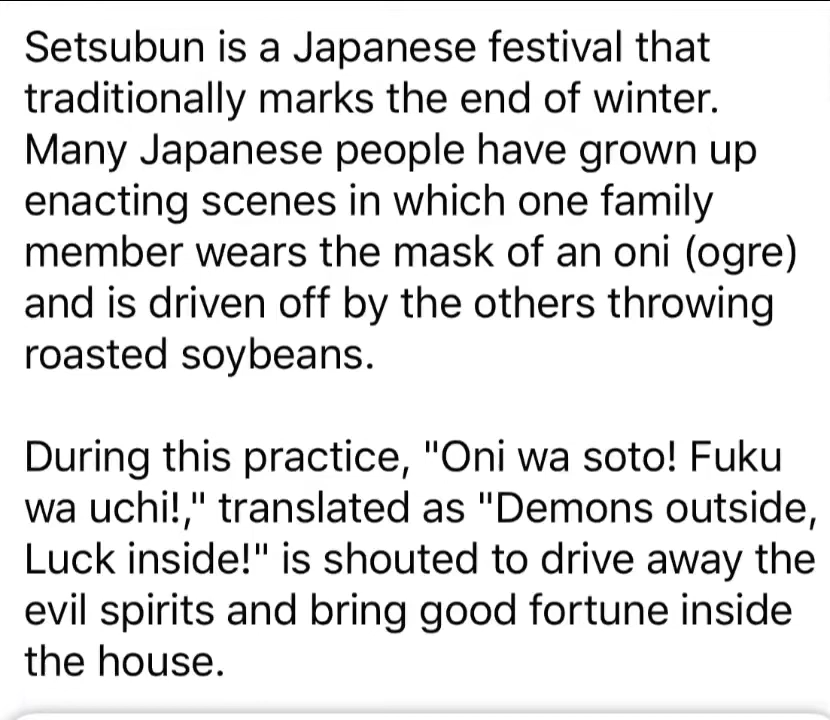 Setsubun is a Japanese festival that
traditionally marks the end of winter.
Many Japanese people have grown up
enacting scenes in which one family
member wears the mask of an oni (ogre)
and is driven off by the others throwing
roasted soybeans.
During this practice, "Oni wa soto! Fuku
wa uchi!," translated as "Demons outside,
Luck inside!" is shouted to drive away the
evil spirits and bring good fortune inside
the house.